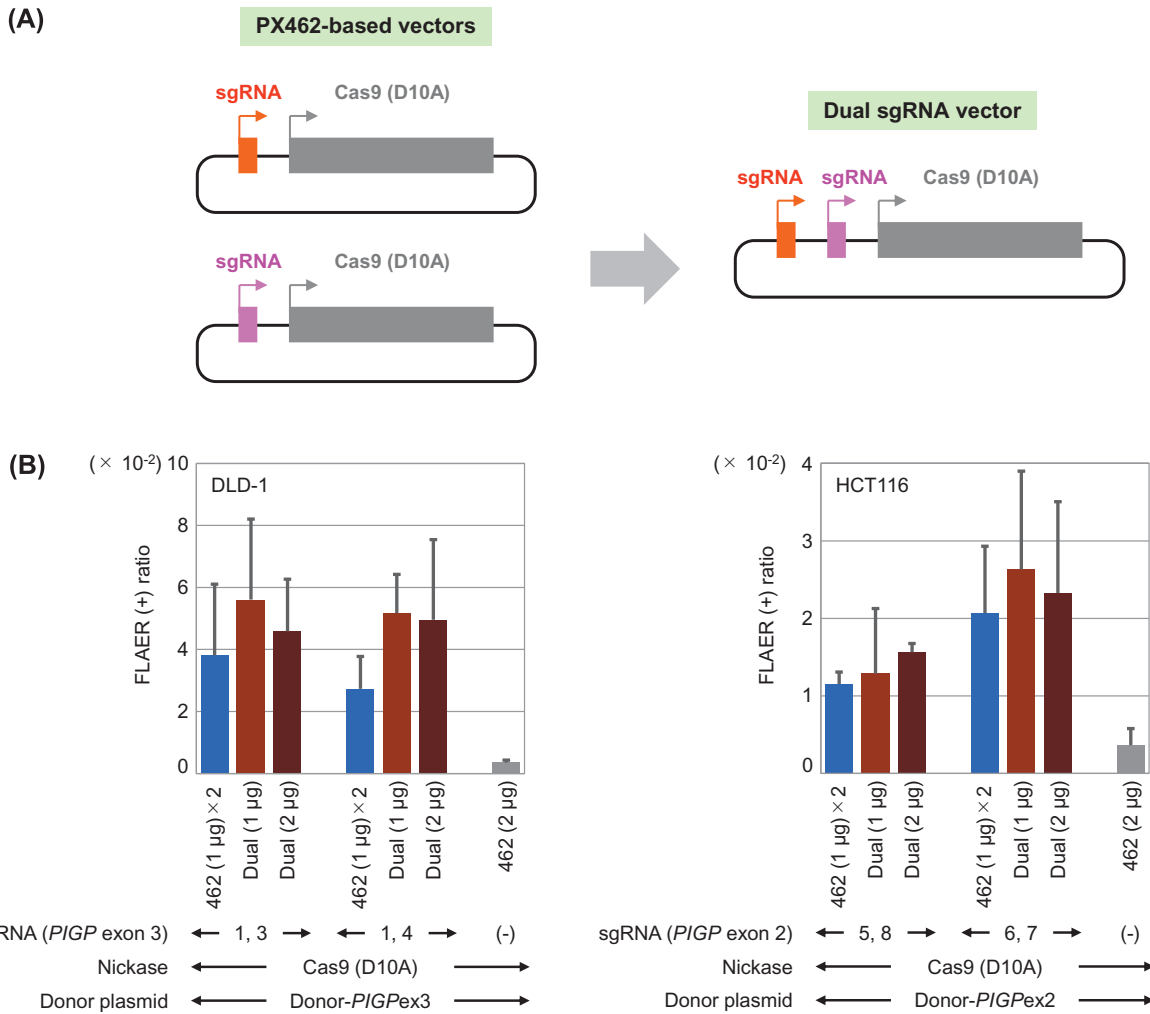 (A)
PX462-based vectors
sgRNA Cas9 (D10A)
sgRNA Cas9 (D10A)
Dual sgRNA vector
sgRNA sgRNA Cas9 (D10A)
(B)
(× 10-2)
10
8
6
4
2
0
FLAER (+) ratio
DLD-1
462 (1 µg) × 2
Dual (1 µg)
Dual (2 µg)
462 (1 µg) × 2
Dual (1 µg)
Dual (2 µg)
462 (2 µg)
RNA (PIGP exon 3) 1, 3 1, 4 (-)
Nickase Cas9 (D10A)
Donor plasmid Donor-PIGPex3
(× 10-2)
4
3
2
1
0
FLAER (+) ratio
HCT116
462 (1 µg) × 2
Dual (1 µg)
Dual (2 µg)
462 (1 µg) × 2
Dual (1 µg)
Dual (2 µg)
462 (2 µg)
sgRNA (PIGP exon 2) 5, 8 6, 7 (-)
Nickase Cas9 (D10A)
Donor plasmid Donor-PIGPex2